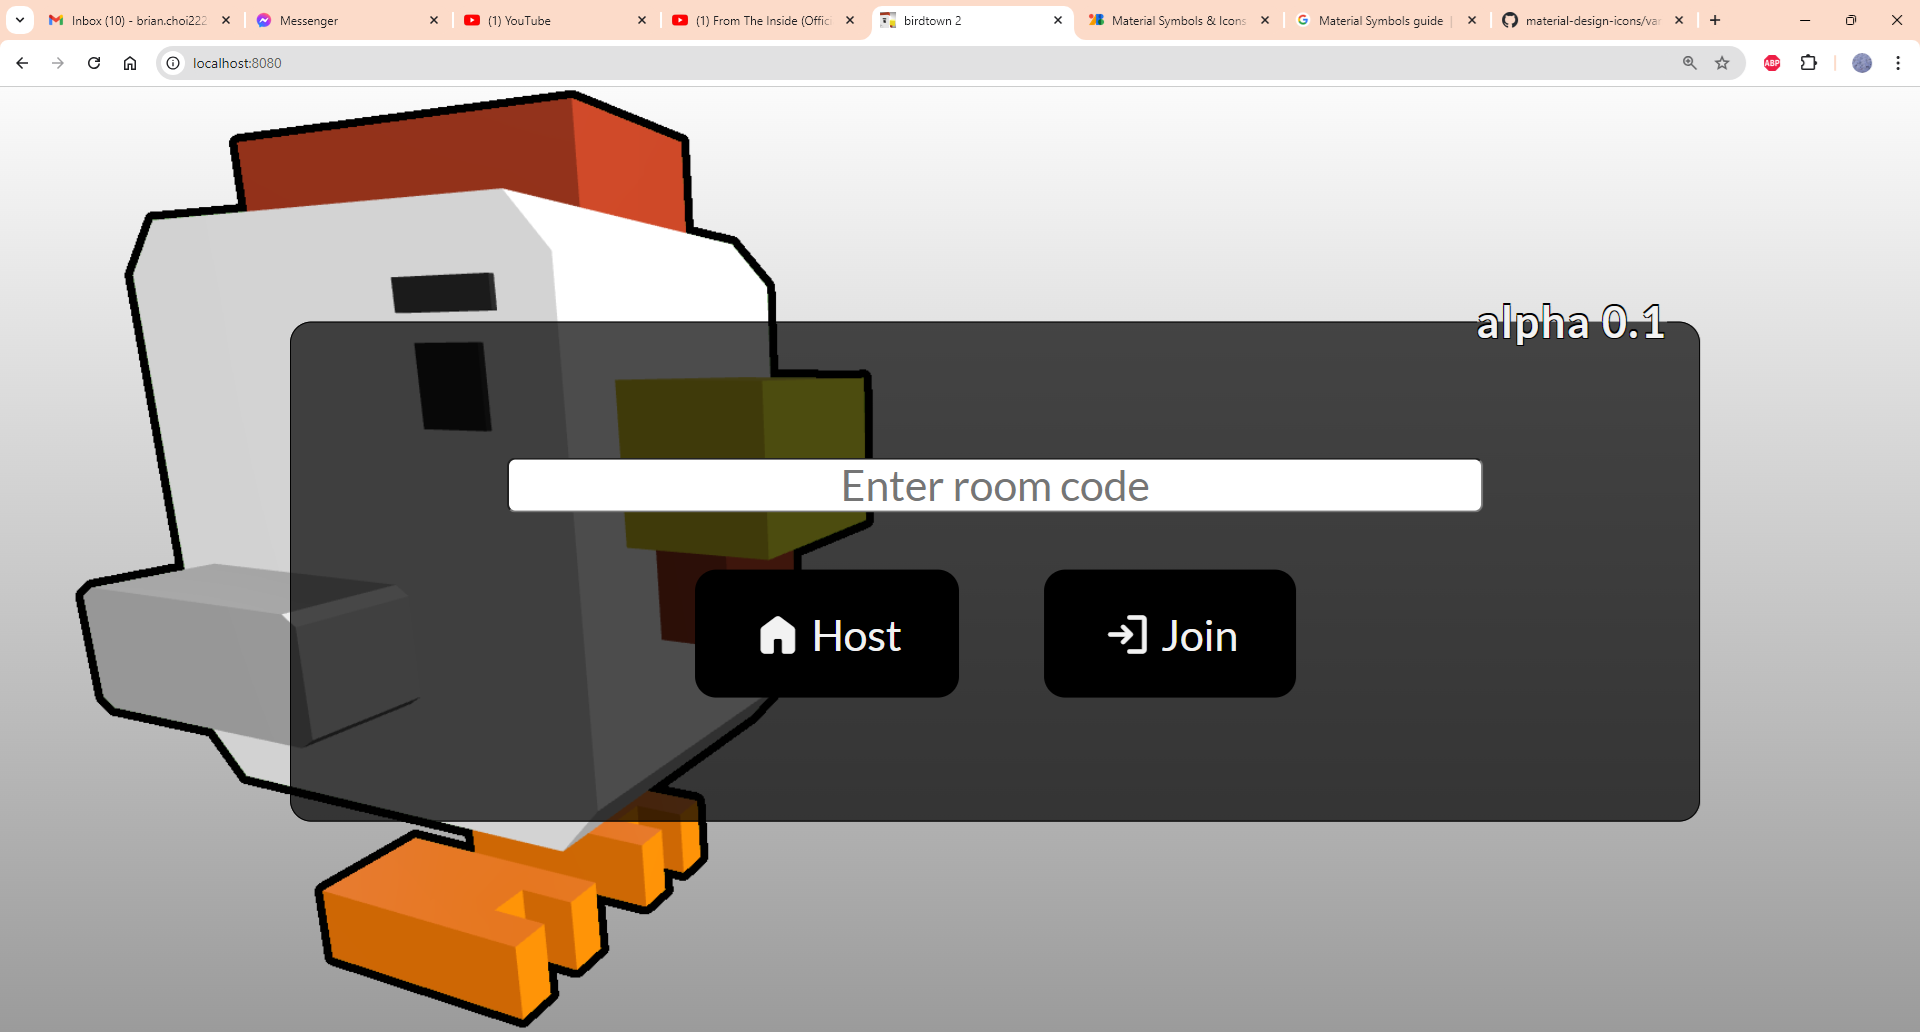 Inbox (10) - brian.choi222
Messenger
(1) YouTube
(1) From The Inside (Offic
birdtown 2
Material Symbols & Icons
Material Symbols guide
material-design-icons/var
localhost:8080
ABP
alpha 0.1
Enter room code
Host
Join